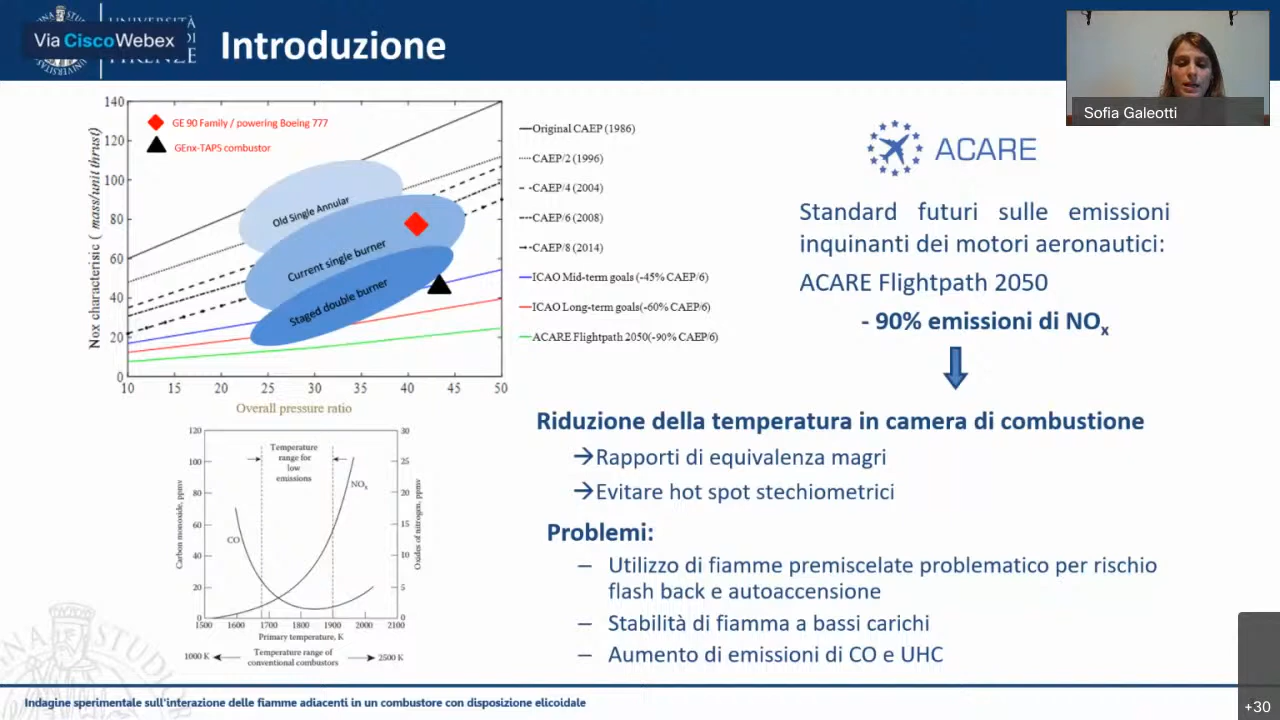 Via CiscoWebex
UNIVERSITÀ
DI
FIRENZE
Introduzione
Sofia Galeotti
GE 90 Family / powering Boeing 777
GEnx-TAPS combustor
Old Single Annular
Current single burner
Staged double burner
Nox characterisic ( mass/unit thrust)
140
120
100
80
60
40
20
0
10 15 20 25 30 35 40 45 50
Overall pressure ratio
Original CAEP (1986)
CAEP/2 (1996)
CAEP/4 (2004)
CAEP/6 (2008)
CAEP/8 (2014)
ICAO Mid-term goals (-45% CAEP/6)
ICAO Long-term goals(-60% CAEP/6)
ACARE Flightpath 2050(-90% CAEP/6)
Carbon monoxide, ppmv
120
100
80
60
40
20
0
Temperature
range for
low
emissions
CO
NOx
30
25
20
15
10
5
0
Oxides of nitrogen, ppmv
1500 1600 1700 1800 1900 2000 2100
Primary temperature, K
1000 K Temperature range of 2500 K
conventional combustors
ACARE
Standard futuri sulle emissioni
inquinanti dei motori aeronautici:
ACARE Flightpath 2050
- 90% emissioni di NOx
Riduzione della temperatura in camera di combustione
→Rapporti di equivalenza magri
→Evitare hot spot stechiometrici
Problemi:
– Utilizzo di fiamme premiscelate problematico per rischio
flash back e autoaccensione
– Stabilità di fiamma a bassi carichi
– Aumento di emissioni di CO e UHC
Indagine sperimentale sull'interazione delle fiamme adiacenti in un combustore con disposizione elicoidale
+30